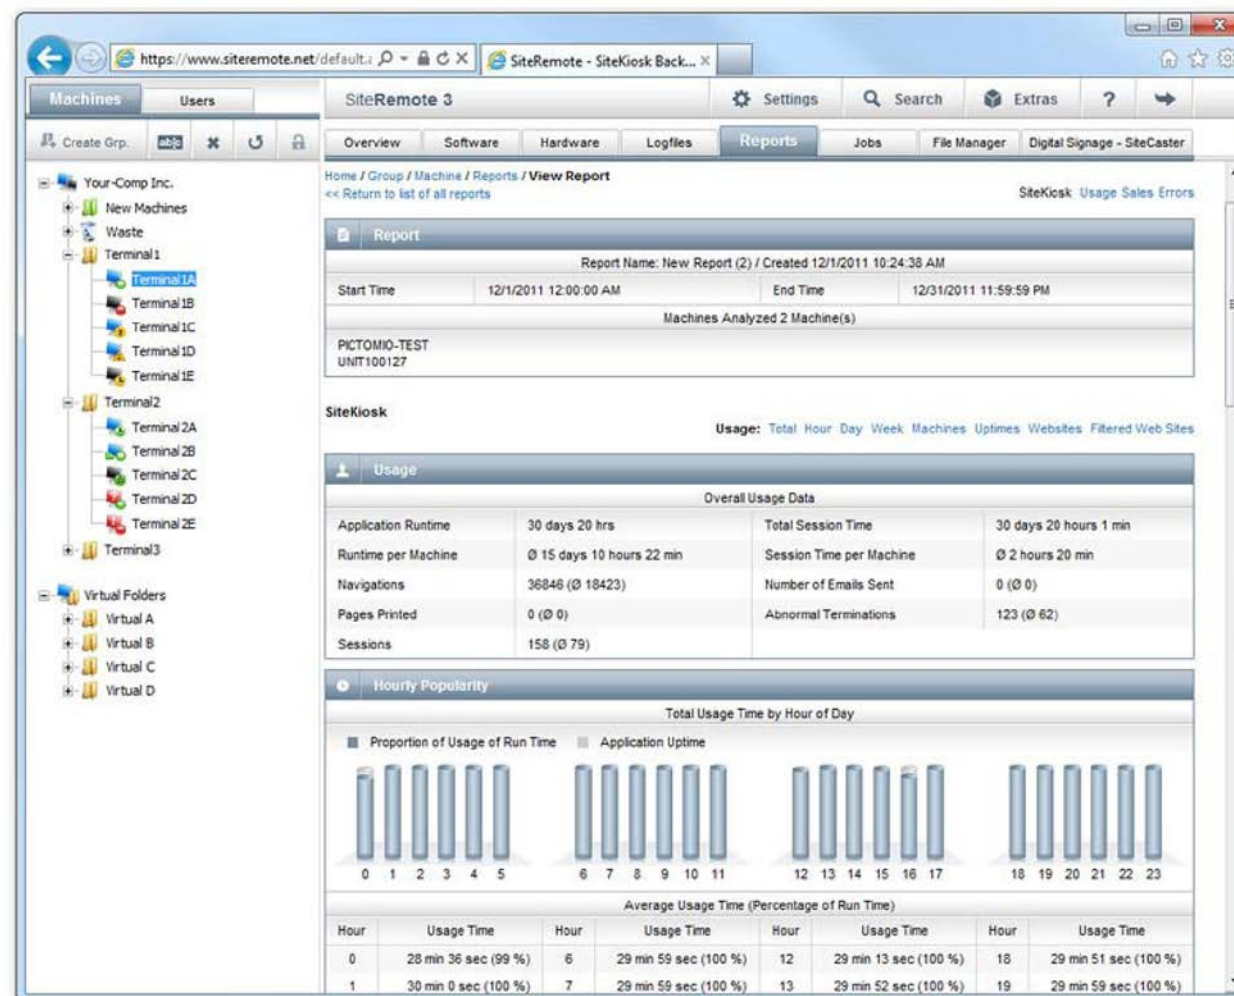 https://www.siteremote.net/default.a
SiteRemote - SiteKiosk Back...
Machines Users
SiteRemote 3 Settings Search Extras ?
Create Grp. ab|c
Overview Software Hardware Logfiles Reports Jobs File Manager Digital Signage - SiteCaster
Your-Comp Inc.
New Machines
Waste
Terminal1
Terminal1A
Terminal1B
Terminal1C
Terminal1D
Terminal1E
Terminal2
Terminal2A
Terminal2B
Terminal2C
Terminal2D
Terminal2E
Terminal3
Virtual Folders
Virtual A
Virtual B
Virtual C
Virtual D
Home / Group / Machine / Reports / View Report
<< Return to list of all reports
SiteKiosk Usage Sales Errors
Report
Report Name: New Report (2) / Created 12/1/2011 10:24:38 AM
Start Time 12/1/2011 12:00:00 AM End Time 12/31/2011 11:59:59 PM
Machines Analyzed 2 Machine(s)
PICTOMIO-TEST
UNIT100127
SiteKiosk
Usage: Total Hour Day Week Machines Uptimes Websites Filtered Web Sites
Usage
Overall Usage Data
Application Runtime 30 days 20 hrs Total Session Time 30 days 20 hours 1 min
Runtime per Machine Ø 15 days 10 hours 22 min Session Time per Machine Ø 2 hours 20 min
Navigations 36846 (Ø 18423) Number of Emails Sent 0 (Ø 0)
Pages Printed 0 (Ø 0) Abnormal Terminations 123 (Ø 62)
Sessions 158 (Ø 79)
Hourly Popularity
Total Usage Time by Hour of Day
Proportion of Usage of Run Time Application Uptime
0 1 2 3 4 5 6 7 8 9 10 11 12 13 14 15 16 17 18 19 20 21 22 23
Average Usage Time (Percentage of Run Time)
Hour Usage Time Hour Usage Time Hour Usage Time Hour Usage Time
0 28 min 36 sec (99 %) 6 29 min 59 sec (100 %) 12 29 min 13 sec (100 %) 18 29 min 51 sec (100 %)
1 30 min 0 sec (100 %) 7 29 min 59 sec (100 %) 13 29 min 52 sec (100 %) 19 29 min 59 sec (100 %)